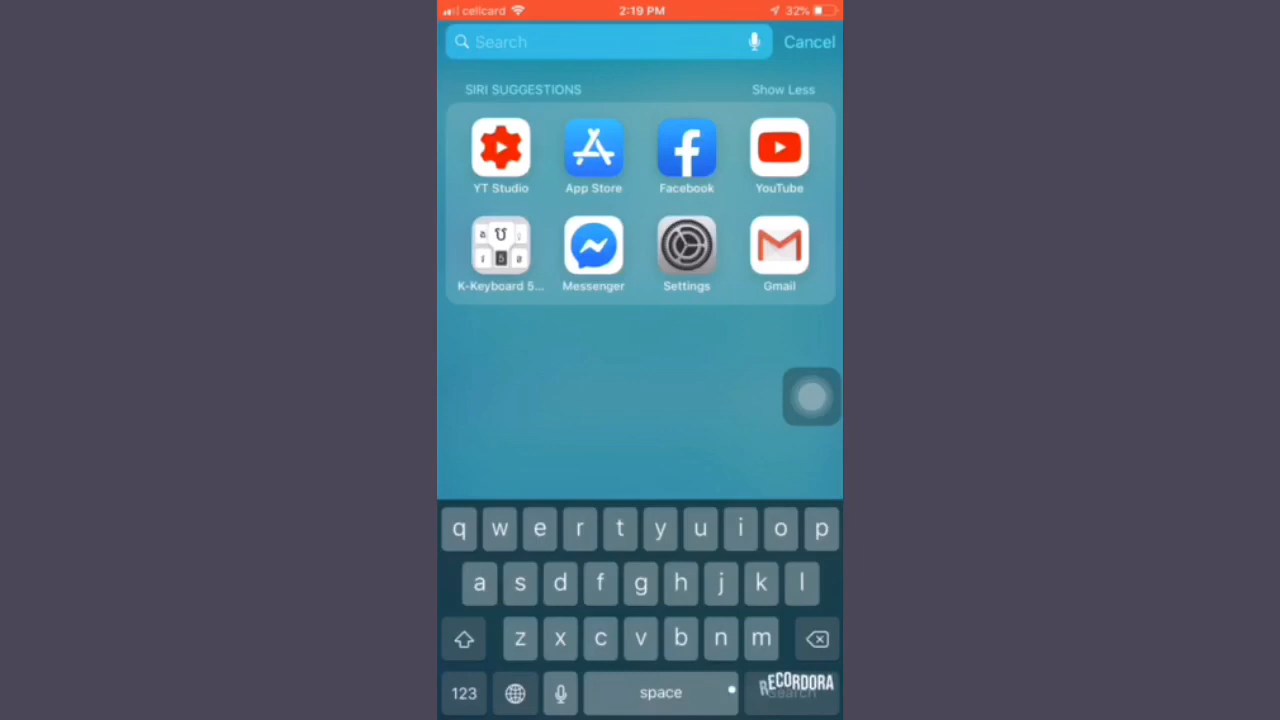 cellcard 2:19 PM 32%
Search Cancel
SIRI SUGGESTIONS Show Less
YT Studio App Store Facebook YouTube
K-Keyboard 5... Messenger Settings Gmail
q w e r t y u i o p
a s d f g h j k l
z x c v b n m
123 space Search
RECORDORA